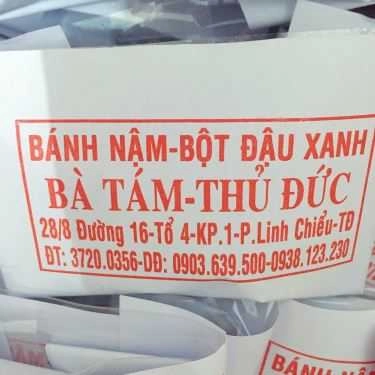 BÁNH NẬM-BỘT ĐẬU XANH
BÀ TÁM-THỦ ĐỨC
28/8 Đường 16-Tổ 4-KP.1-P.Linh Chiểu-TĐ
ĐT: 3720.0356-DĐ: 0903.639.500-0938.123.230
BÁNH NẬ